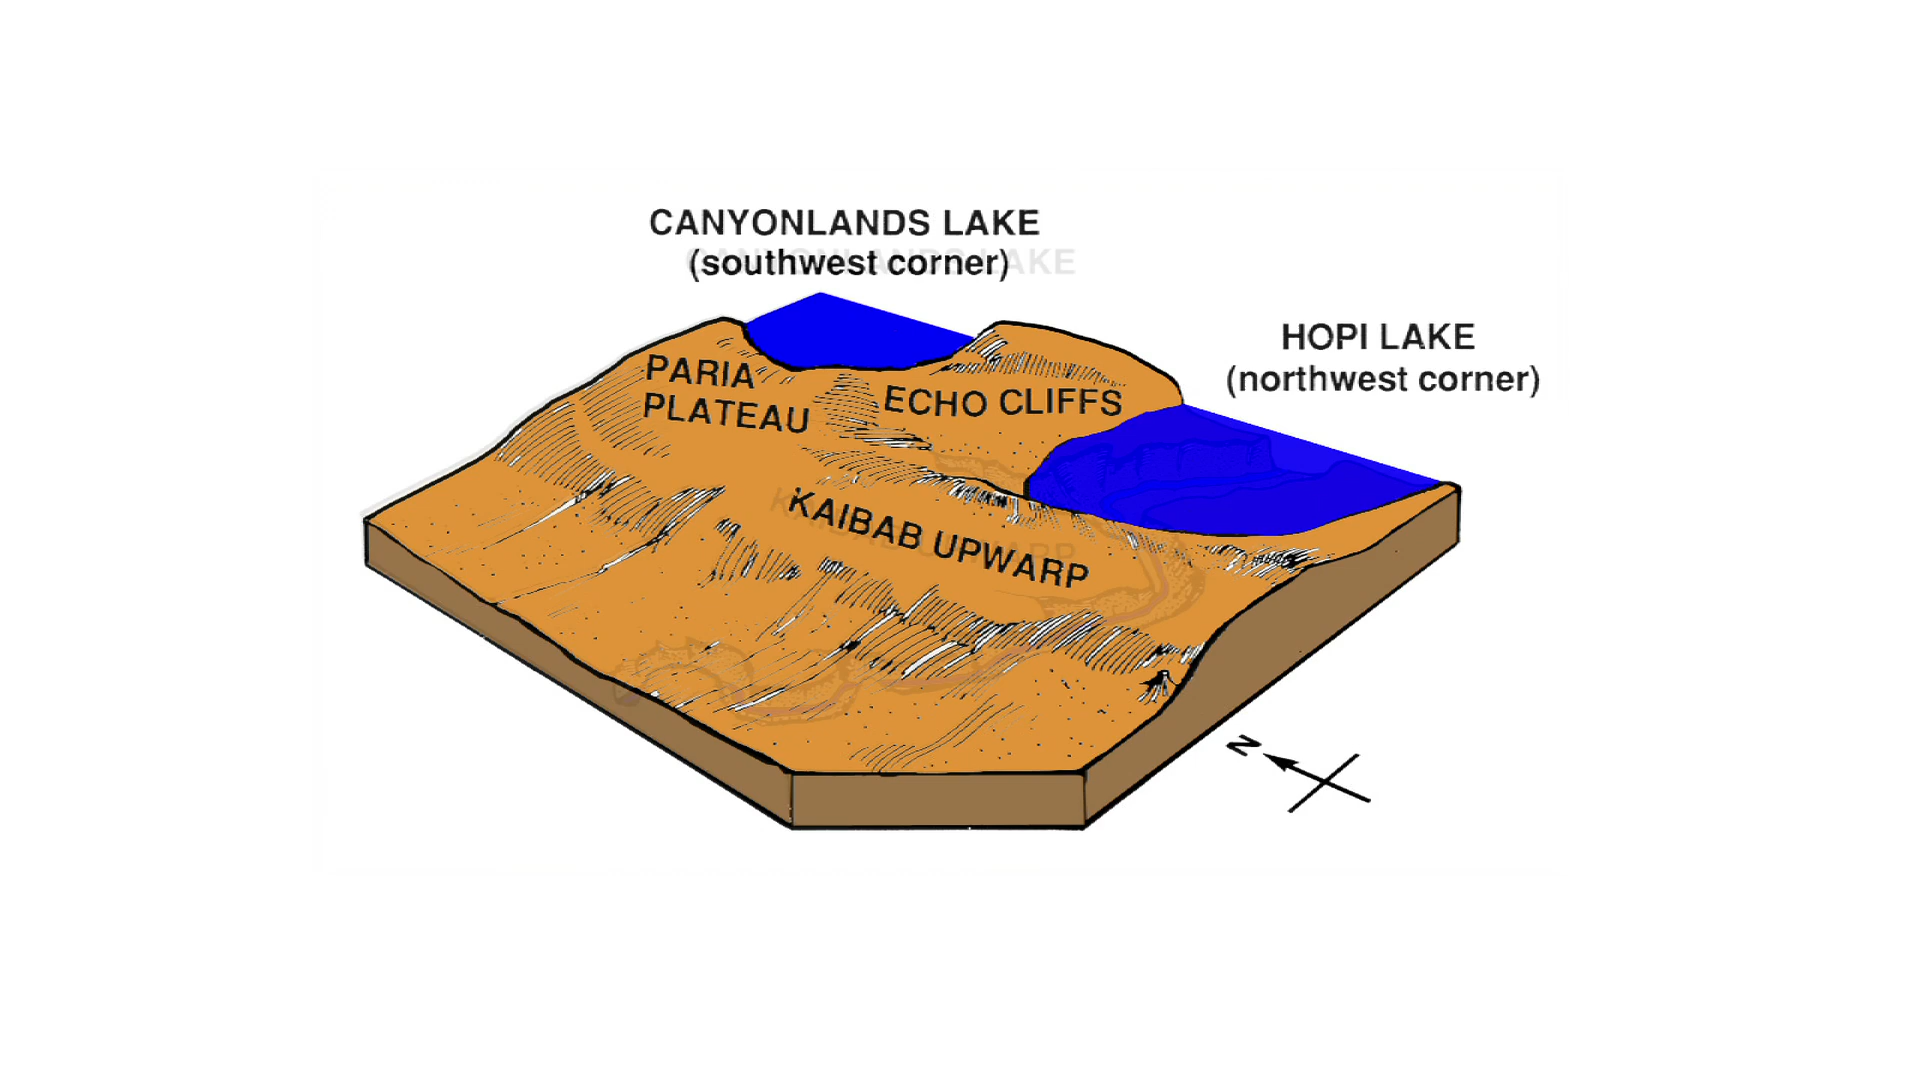 CANYONLANDS LAKE
(southwest corner)
HOPI LAKE
(northwest corner)
PARIA
PLATEAU
ECHO CLIFFS
KAIBAB UPWARP
N